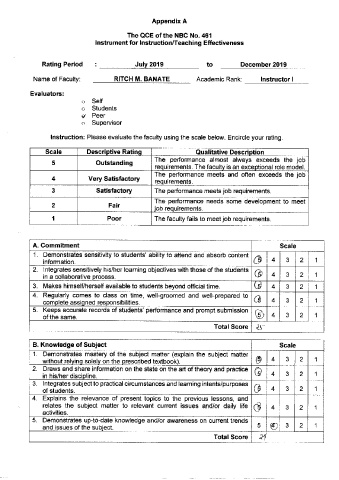 Appendix A
The QCE of the NBC No. 461
Instrument for Instruction/Teaching Effectiveness
Rating Period : July 2019 to December 2019
Name of Faculty: RITCH M. BANATE Academic Rank: Instructor I
Evaluators:
Self
Students
Peer
Supervisor
Instruction: Please evaluate the faculty using the scale below. Encircle your rating.
Scale Descriptive Rating Qualitative Description
5 Outstanding The performance almost always exceeds the job
requirements. The faculty is an exceptional role model.
4 Very Satisfactory The performance meets and often exceeds the job
requirements.
3 Satisfactory The performance meets job requirements.
2 Fair The performance needs some development to meet
job requirements.
1 Poor The faculty fails to meet job requirements.
A. Commitment Scale
1. Demonstrates sensitivity to students' ability to attend and absorb content
information. 5 4 3 2 1
2. Integrates sensitively his/her learning objectives with those of the students
in a collaborative process. 5 4 3 2 1
3. Makes himself/herself available to students beyond official time. 5 4 3 2 1
4. Regularly comes to class on time, well-groomed and well-prepared to
complete assigned responsibilities. 5 4 3 2 1
5. Keeps accurate records of students' performance and prompt submission
of the same. 5 4 3 2 1
Total Score 25
B. Knowledge of Subject Scale
1. Demonstrates mastery of the subject matter (explain the subject matter
without relying solely on the prescribed textbook). 5 4 3 2 1
2. Draws and share information on the state on the art of theory and practice
in his/her discipline. 5 4 3 2 1
3. Integrates subject to practical circumstances and learning intents/purposes
of students. 5 4 3 2 1
4. Explains the relevance of present topics to the previous lessons, and
relates the subject matter to relevant current issues and/or daily life
activities. 5 4 3 2 1
5. Demonstrates up-to-date knowledge and/or awareness on current trends
and issues of the subject. 5 4 3 2 1
Total Score 24